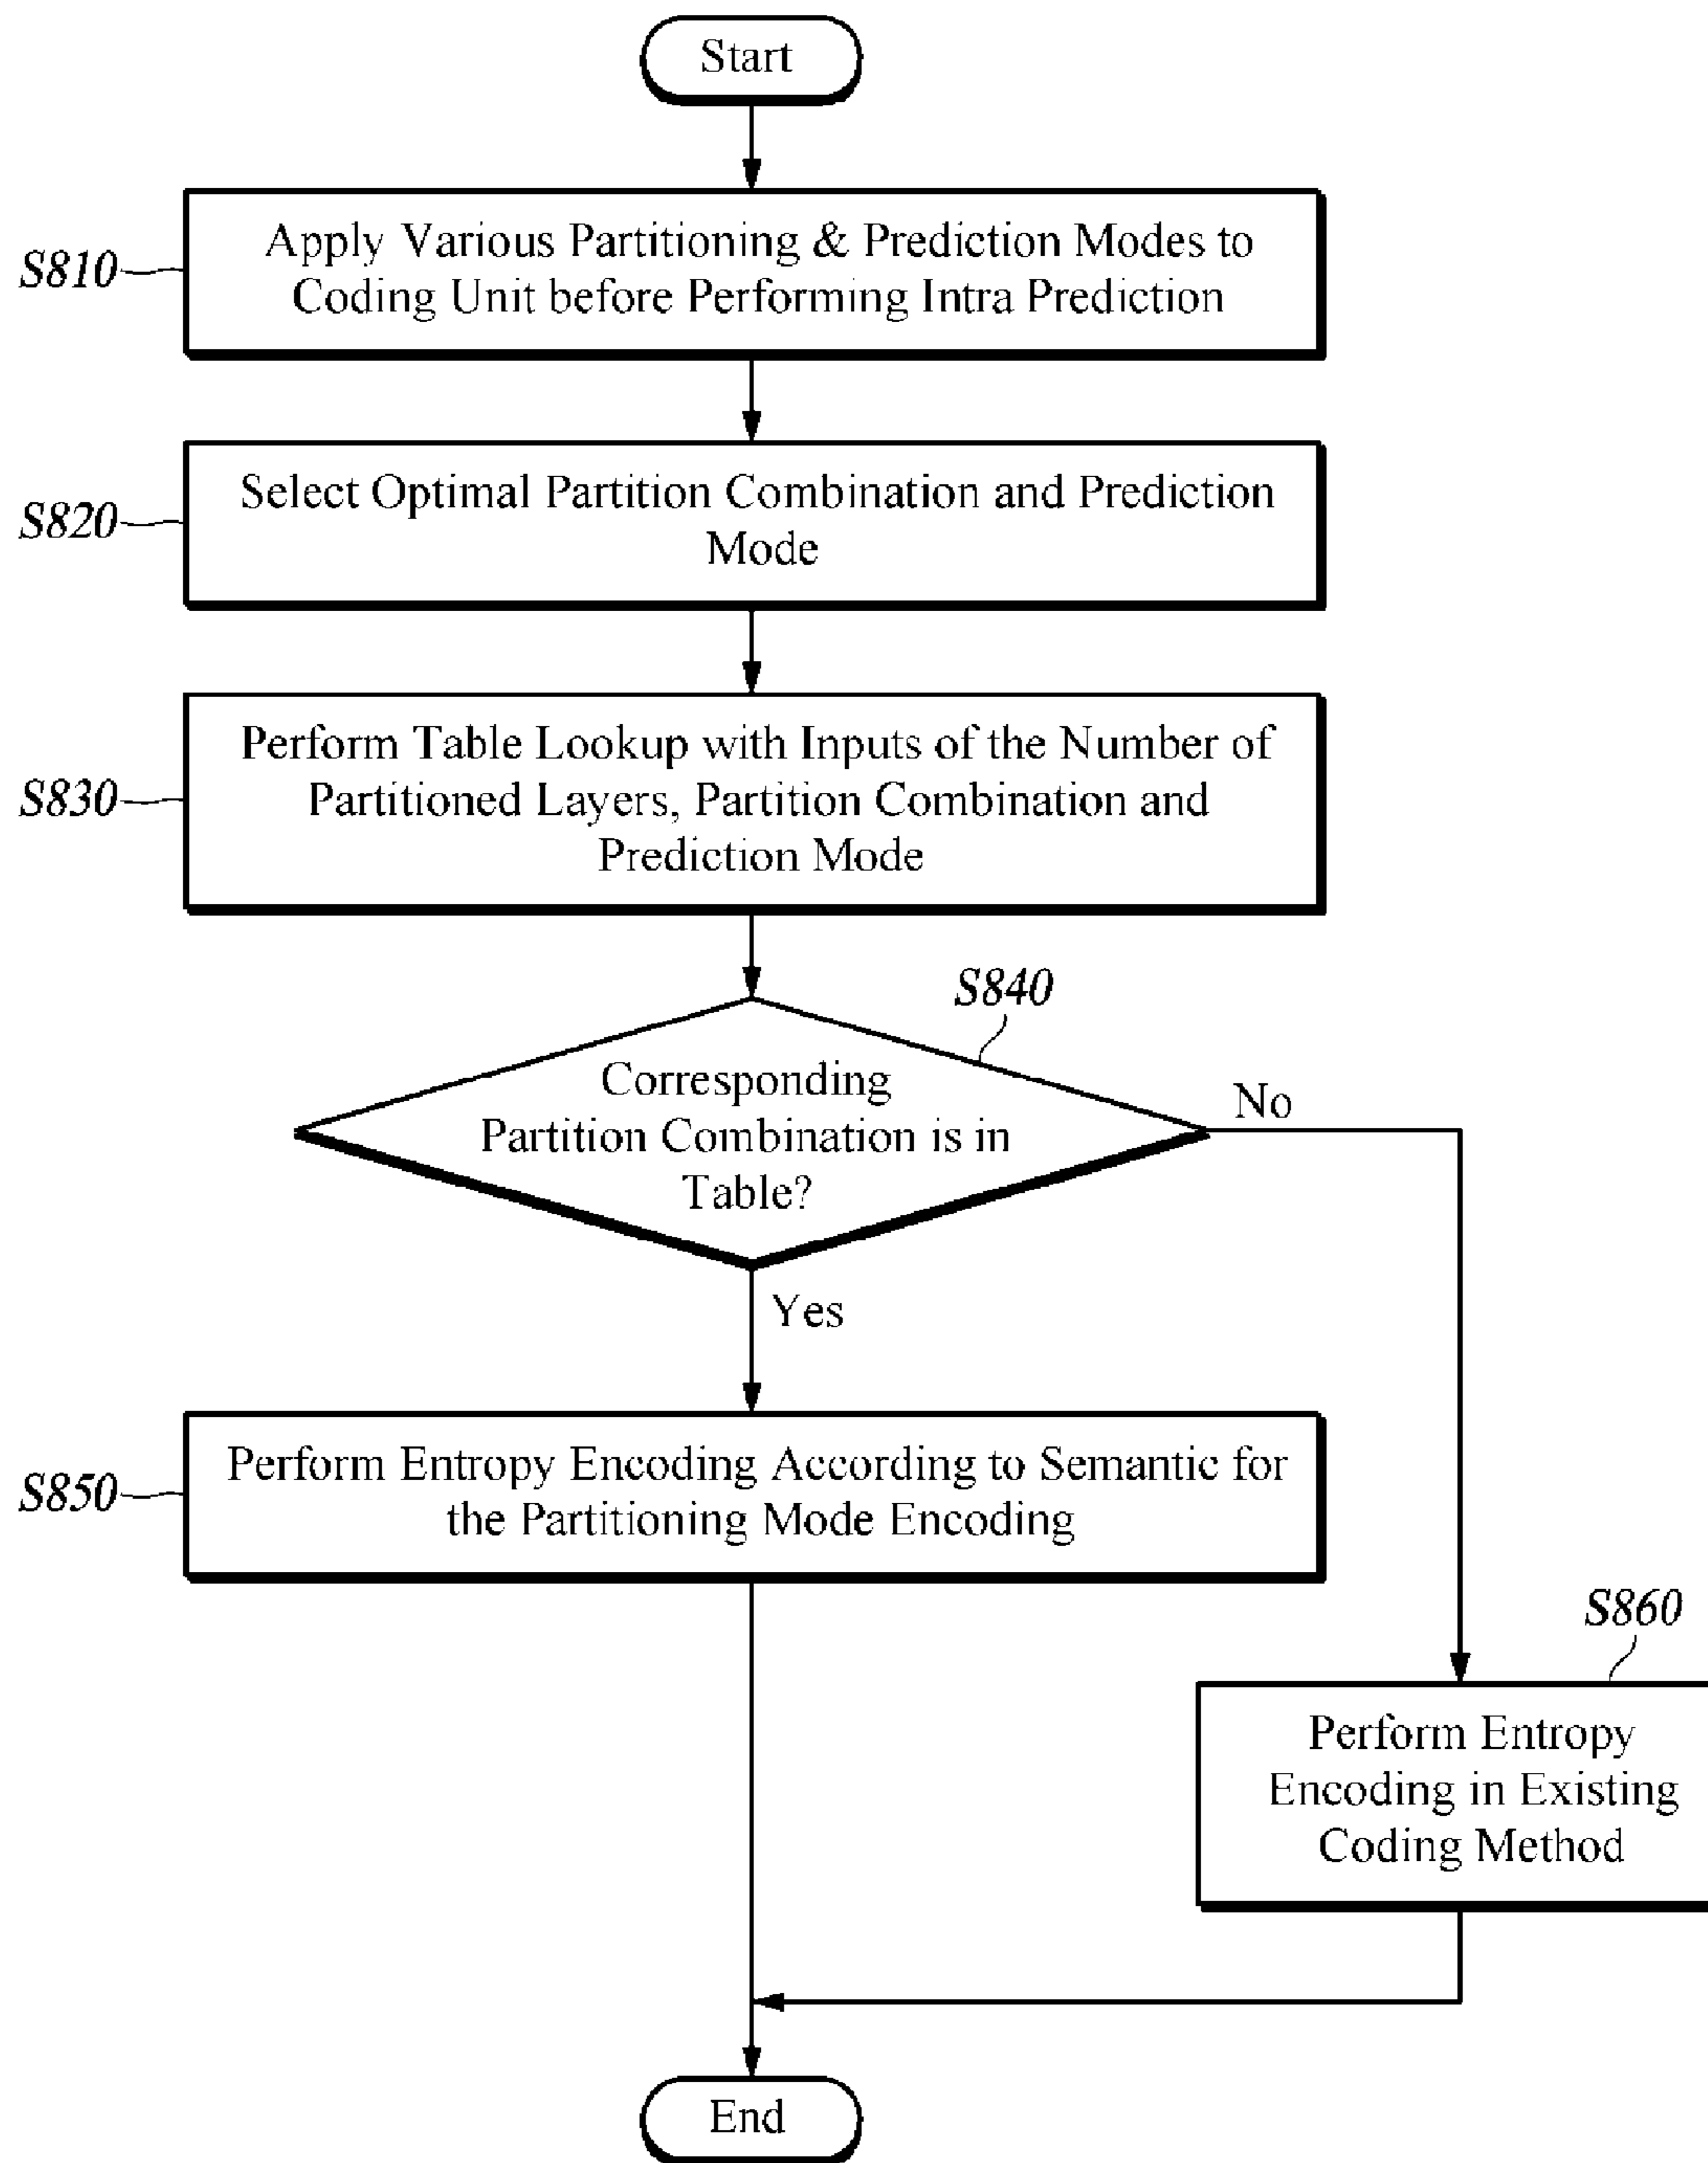 Start
S810
Apply Various Partitioning & Prediction Modes to
Coding Unit before Performing Intra Prediction
S820
Select Optimal Partition Combination and Prediction
Mode
S830
Perform Table Lookup with Inputs of the Number of
Partitioned Layers, Partition Combination and
Prediction Mode
S840
Corresponding
Partition Combination is in
Table?
No
Yes
S850
Perform Entropy Encoding According to Semantic for
the Partitioning Mode Encoding
S860
Perform Entropy
Encoding in Existing
Coding Method
End